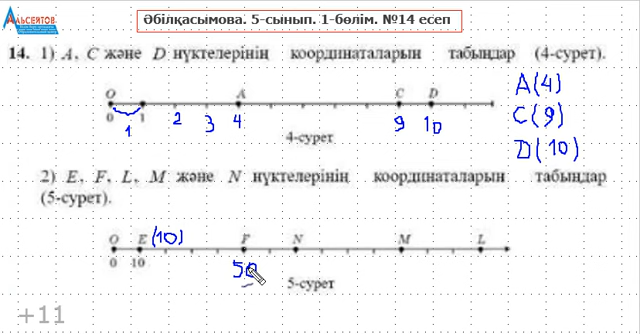 АЛЬСЕИТОВ
Әбілқасымова. 5-сынып. 1-бөлім. №14 есеп
14. 1) A, C және D нүктелерінің координаталарын табыңдар (4-сурет).
A(4)
O A C D
0 1 1 2 3 4 9 10
C(9)
4-сурет
D(10)
2) E, F, L, M және N нүктелерінің координаталарын табыңдар
(5-сурет).
O E (10) F N M L
0 10 50
5-сурет
+11